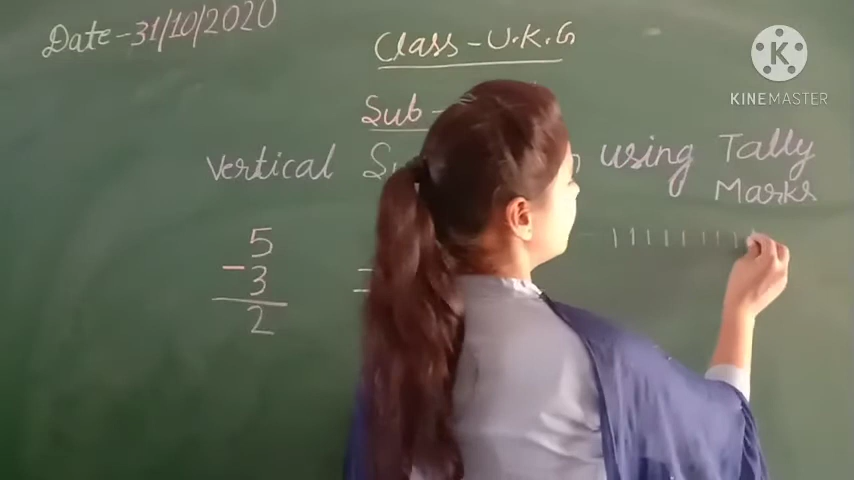 Date - 31/10/2020
Class - U.K.G
Sub -
Vertical using Tally
Marks
5
- 3
2
KINEMASTER